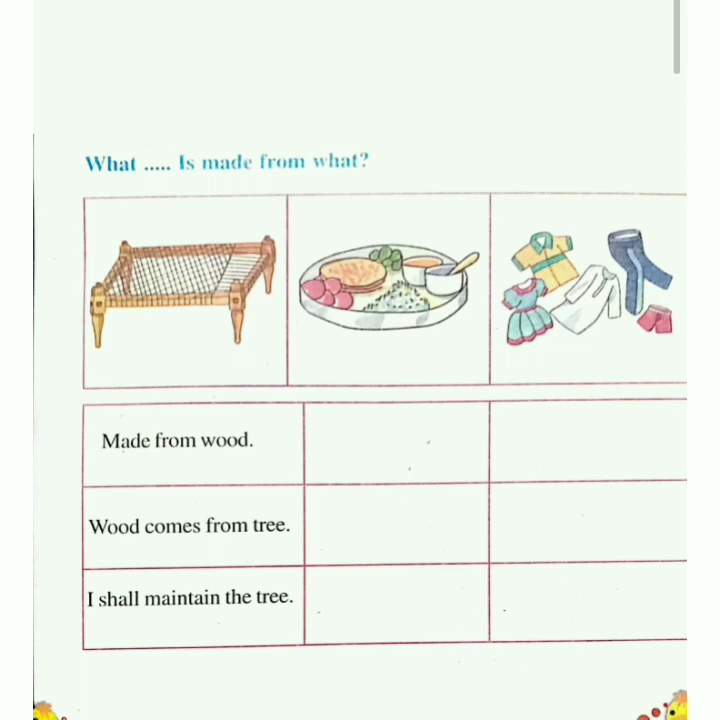 What ..... Is made from what?
Made from wood.
Wood comes from tree.
I shall maintain the tree.